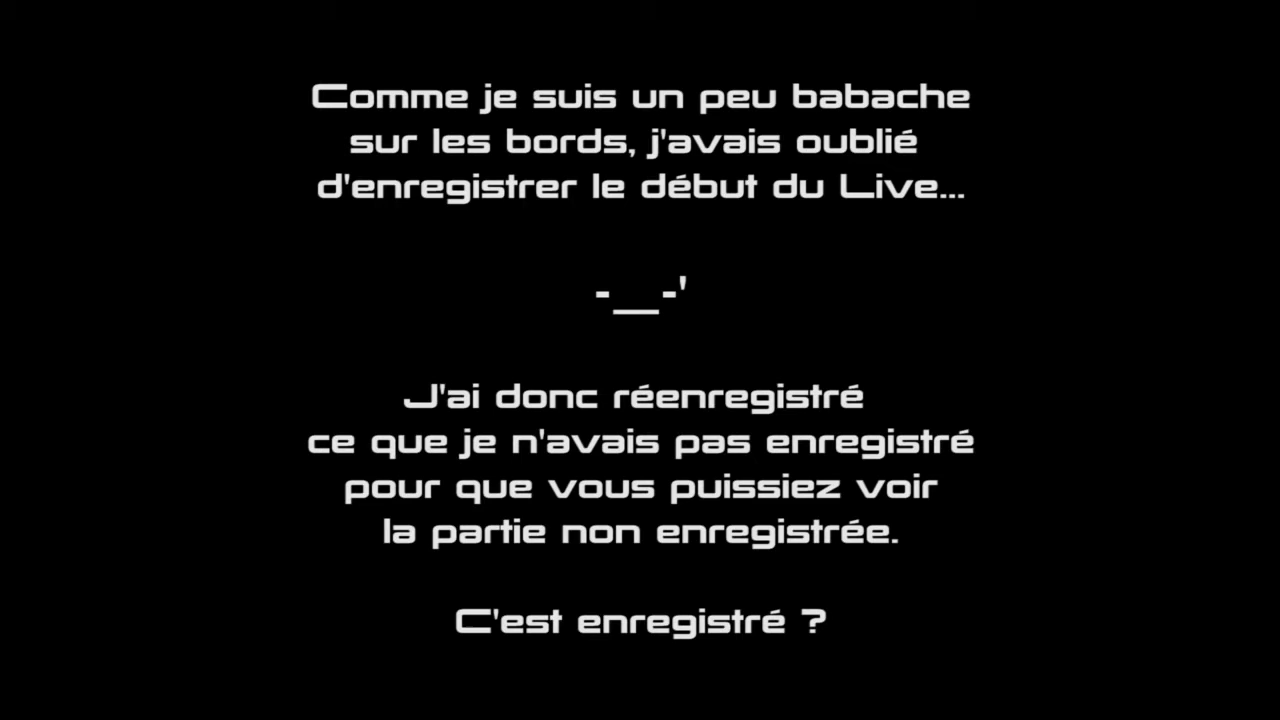 Comme je suis un peu babache
sur les bords, j'avais oublié
d'enregistrer le début du Live...
-__-'
J'ai donc réenregistré
ce que je n'avais pas enregistré
pour que vous puissiez voir
la partie non enregistrée.
C'est enregistré ?